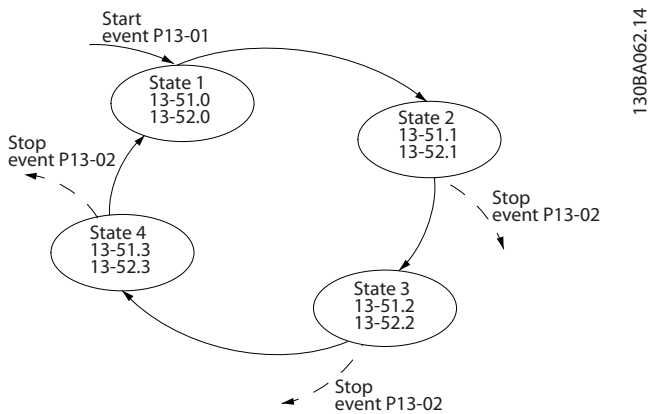 Start
event P13-01
State 1
13-51.0
13-52.0
State 2
13-51.1
13-52.1
Stop
event P13-02
State 3
13-51.2
13-52.2
Stop
event P13-02
State 4
13-51.3
13-52.3
Stop
event P13-02
130BA062.14